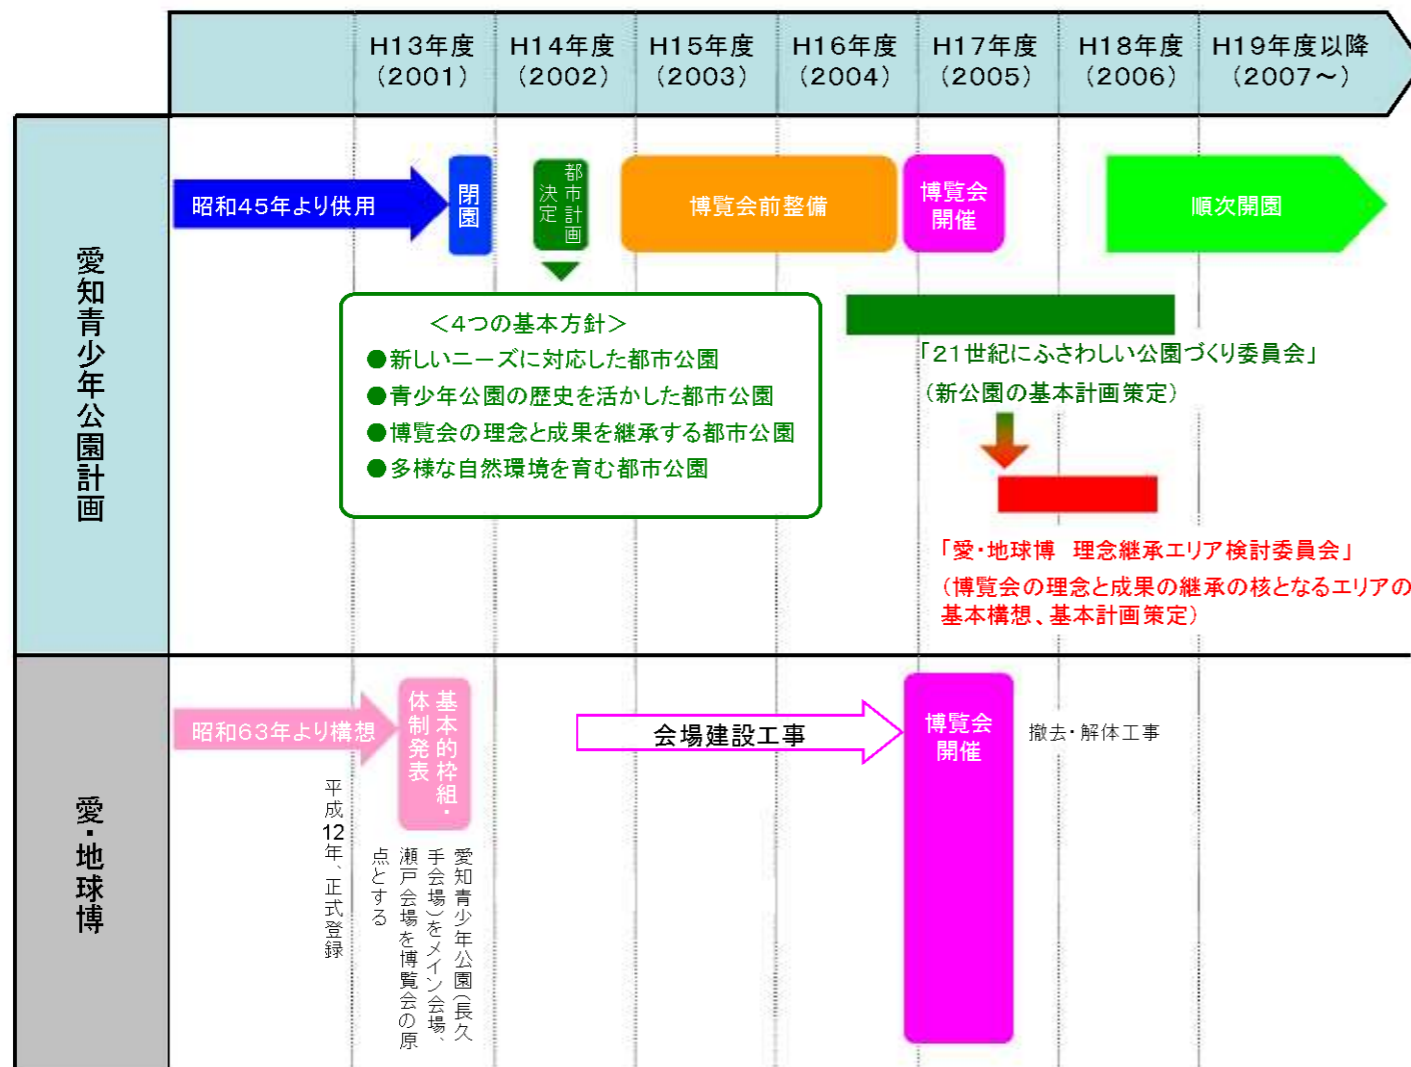 H13年度
(2001)
H14年度
(2002)
H15年度
(2003)
H16年度
(2004)
H17年度
(2005)
H18年度
(2006)
H19年度以降
(2007～)
愛知青少年公園計画
昭和45年より供用
閉園
都市計画
決定
博覧会前整備
博覧会
開催
順次開園
＜4つの基本方針＞
●新しいニーズに対応した都市公園
●青少年公園の歴史を活かした都市公園
●博覧会の理念と成果を継承する都市公園
●多様な自然環境を育む都市公園
「21世紀にふさわしい公園づくり委員会」
（新公園の基本計画策定）
「愛・地球博　理念継承エリア検討委員会」
（博覧会の理念と成果の継承の核となるエリアの
基本構想、基本計画策定）
愛・地球博
昭和63年より構想
平成12年、正式登録
基本的枠組・
体制発表
愛知青少年公園（長久
手会場）をメイン会場、
瀬戸会場を博覧会の原
点とする
会場建設工事
博覧会
開催
撤去・解体工事